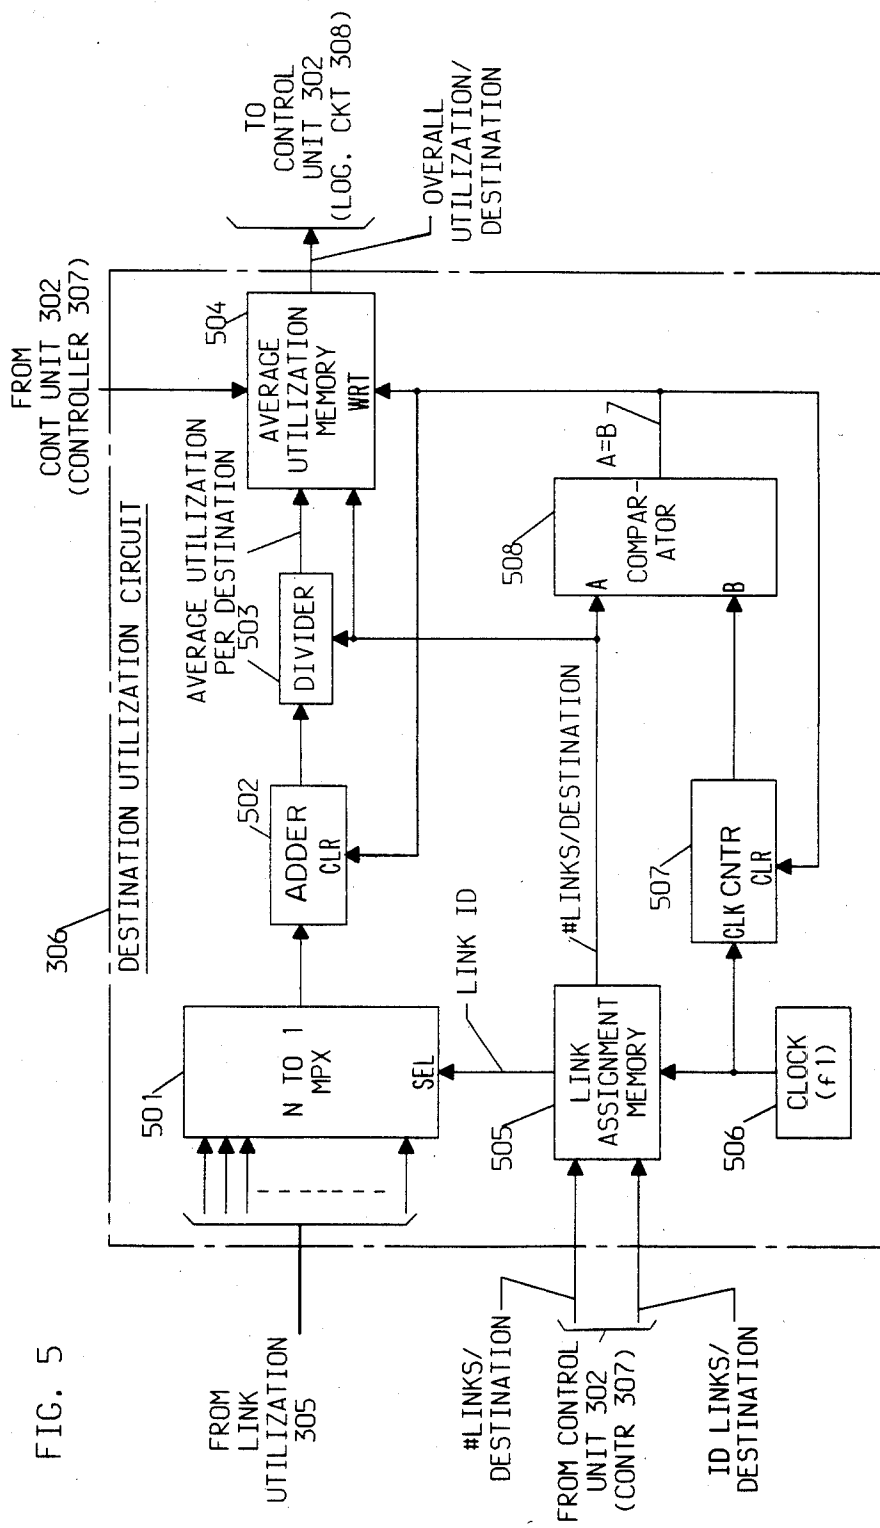 FIG. 5
306
DESTINATION UTILIZATION CIRCUIT
FROM
CONT UNIT 302
(CONTROLLER 307)
FROM
LINK
UTILIZATION
305
501
N TO 1
MPX
SEL
502
ADDER
CLR
AVERAGE UTILIZATION
PER DESTINATION
503
DIVIDER
504
AVERAGE
UTILIZATION
MEMORY
WRT
TO
CONTROL
UNIT 302
(LOG. CKT 308)
OVERALL
UTILIZATION/
DESTINATION
LINK ID
#LINKS/DESTINATION
#LINKS/
DESTINATION
FROM CONTROL
UNIT 302
(CONTR 307)
ID LINKS/
DESTINATION
505
LINK
ASSIGNMENT
MEMORY
506
CLOCK
(f1)
507
CLK CNTR
CLR
508
A
COMPAR-
ATOR
B
A=B